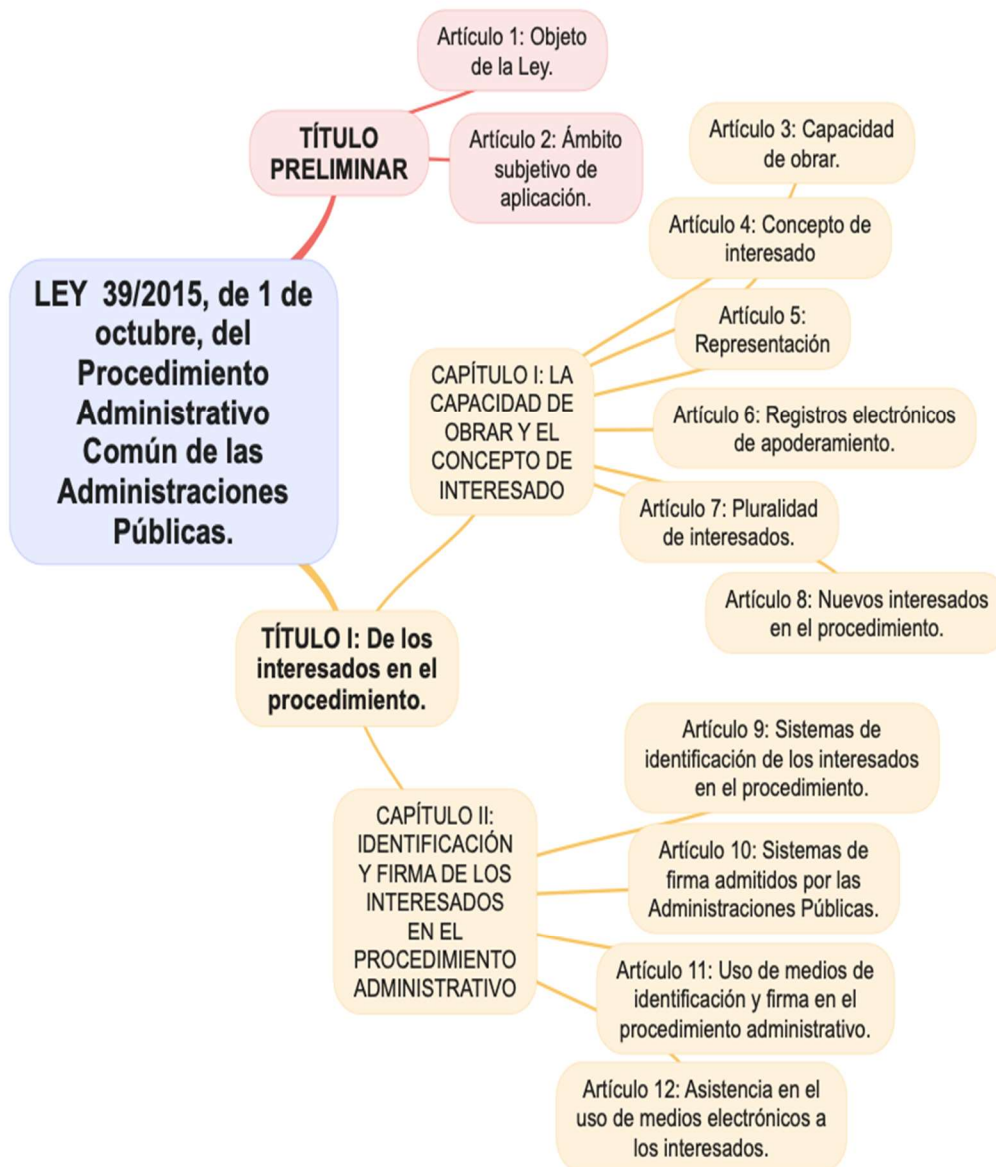 LEY 39/2015, de 1 de
octubre, del
Procedimiento
Administrativo
Común de las
Administraciones
Públicas.
TÍTULO
PRELIMINAR
Artículo 1: Objeto
de la Ley.
Artículo 2: Ámbito
subjetivo de
aplicación.
TÍTULO I: De los
interesados en el
procedimiento.
CAPÍTULO I: LA
CAPACIDAD DE
OBRAR Y EL
CONCEPTO DE
INTERESADO
Artículo 3: Capacidad
de obrar.
Artículo 4: Concepto de
interesado
Artículo 5:
Representación
Artículo 6: Registros electrónicos
de apoderamiento.
Artículo 7: Pluralidad
de interesados.
Artículo 8: Nuevos interesados
en el procedimiento.
CAPÍTULO II:
IDENTIFICACIÓN
Y FIRMA DE LOS
INTERESADOS
EN EL
PROCEDIMIENTO
ADMINISTRATIVO
Artículo 9: Sistemas de
identificación de los interesados
en el procedimiento.
Artículo 10: Sistemas de
firma admitidos por las
Administraciones Públicas.
Artículo 11: Uso de medios de
identificación y firma en el
procedimiento administrativo.
Artículo 12: Asistencia en el
uso de medios electrónicos a
los interesados.